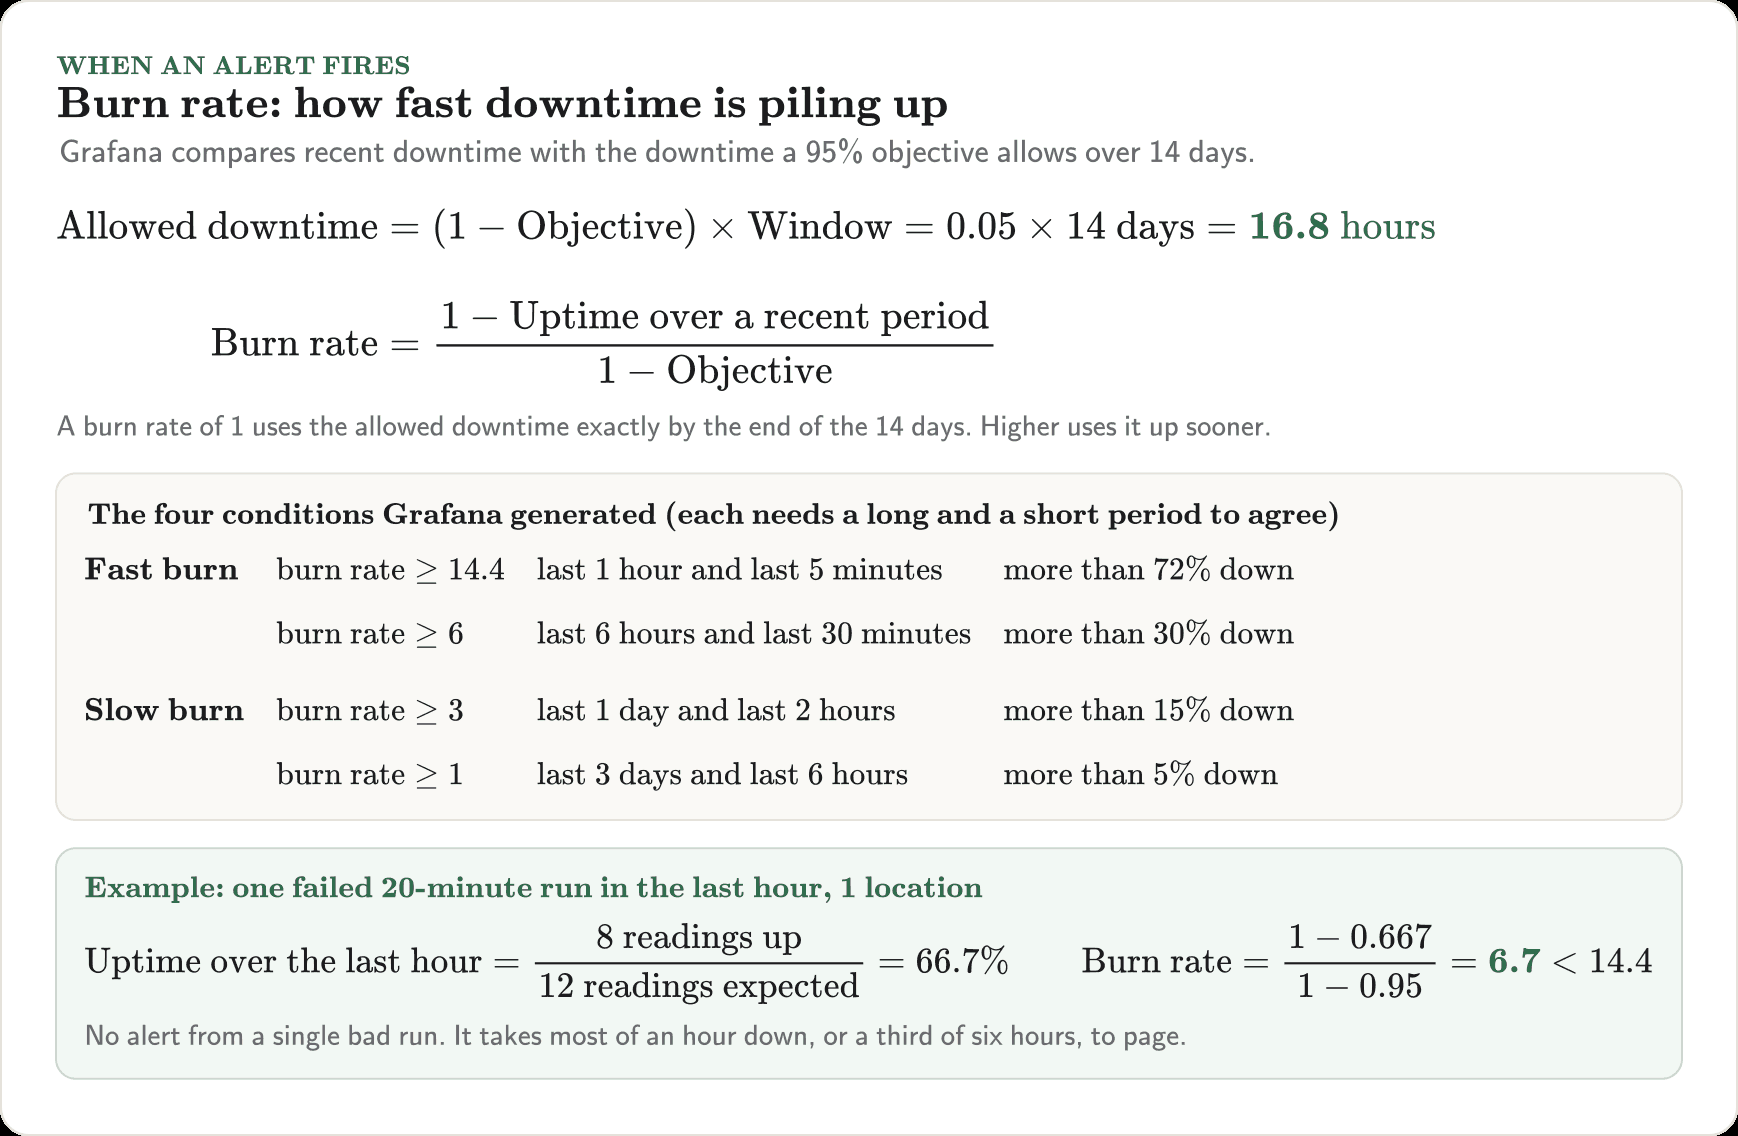 WHEN AN ALERT FIRES
Burn rate: how fast downtime is piling up
Grafana compares recent downtime with the downtime a 95% objective allows over 14 days.
Allowed downtime = (1 − Objective) × Window = 0.05 × 14 days = 16.8 hours
1 − Uptime over a recent period
Burn rate =
1 − Objective
A burn rate of 1 uses the allowed downtime exactly by the end of the 14 days. Higher uses it up sooner.
The four conditions Grafana generated (each needs a long and a short period to agree)
Fast burn burn rate ≥ 14.4 last 1 hour and last 5 minutes more than 72% down
burn rate ≥ 6 last 6 hours and last 30 minutes more than 30% down
Slow burn burn rate ≥ 3 last 1 day and last 2 hours more than 15% down
burn rate ≥ 1 last 3 days and last 6 hours more than 5% down
Example: one failed 20-minute run in the last hour, 1 location
8 readings up 1 − 0.667
Uptime over the last hour = = 66.7% Burn rate = = 6.7 < 14.4
12 readings expected 1 − 0.95
No alert from a single bad run. It takes most of an hour down, or a third of six hours, to page.